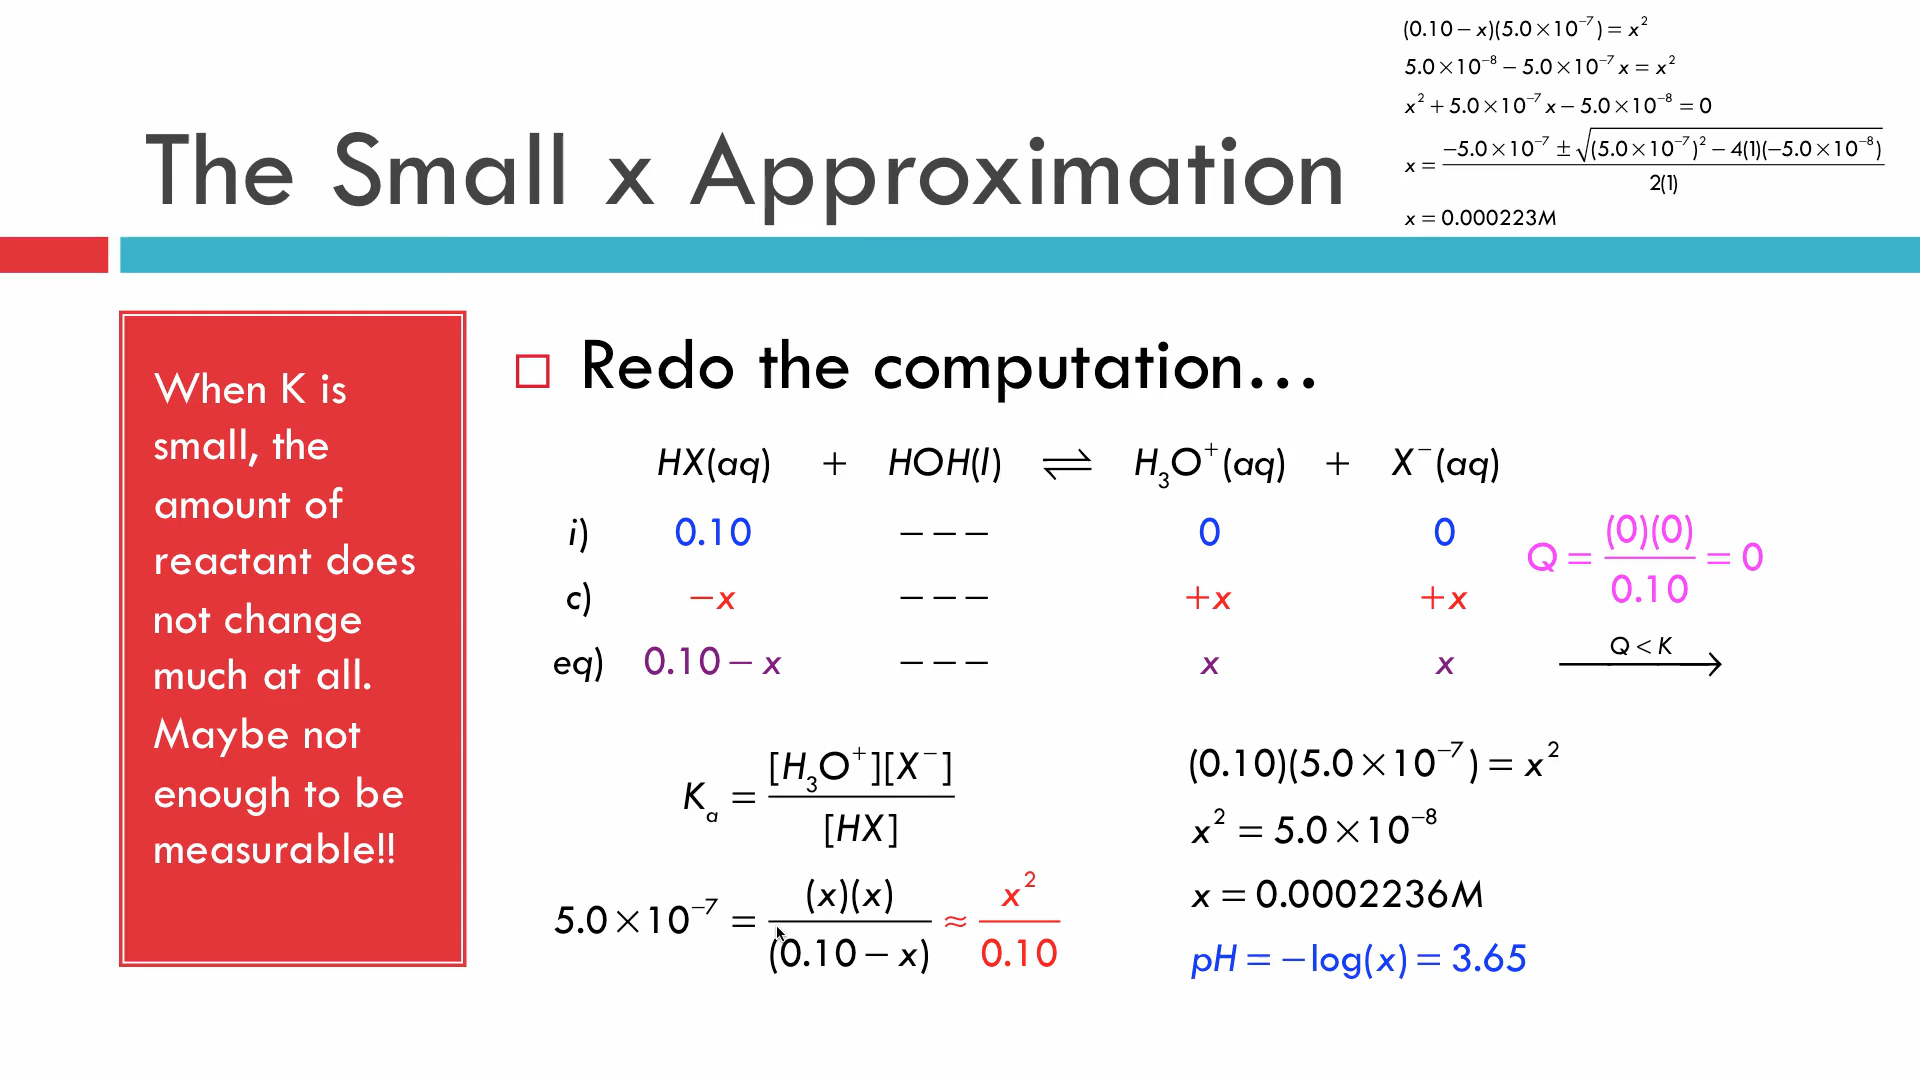 (0.10 − x)(5.0×10⁻⁷) = x²
5.0×10⁻⁸ − 5.0×10⁻⁷ x = x²
x² + 5.0×10⁻⁷ x − 5.0×10⁻⁸ = 0
x = (−5.0×10⁻⁷ ± √((5.0×10⁻⁷)² − 4(1)(−5.0×10⁻⁸))) / 2(1)
x = 0.000223M
The Small x Approximation
When K is
small, the
amount of
reactant does
not change
much at all.
Maybe not
enough to be
measurable!!
Redo the computation…
HX(aq) + HOH(l) ⇌ H₃O⁺(aq) + X⁻(aq)
i) 0.10 − − − 0 0
c) −x − − − +x +x
eq) 0.10 − x − − − x x
Q = (0)(0) / 0.10 = 0
Q < K
Kₐ = [H₃O⁺][X⁻] / [HX]
5.0×10⁻⁷ = (x)(x) / (0.10 − x) ≈ x² / 0.10
(0.10)(5.0×10⁻⁷) = x²
x² = 5.0×10⁻⁸
x = 0.0002236M
pH = −log(x) = 3.65